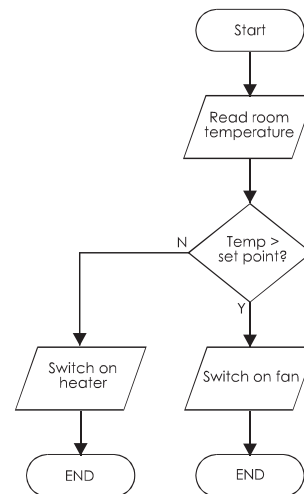 Start
Read room
temperature
Temp >
set point?
N
Y
Switch on
heater
Switch on fan
END
END